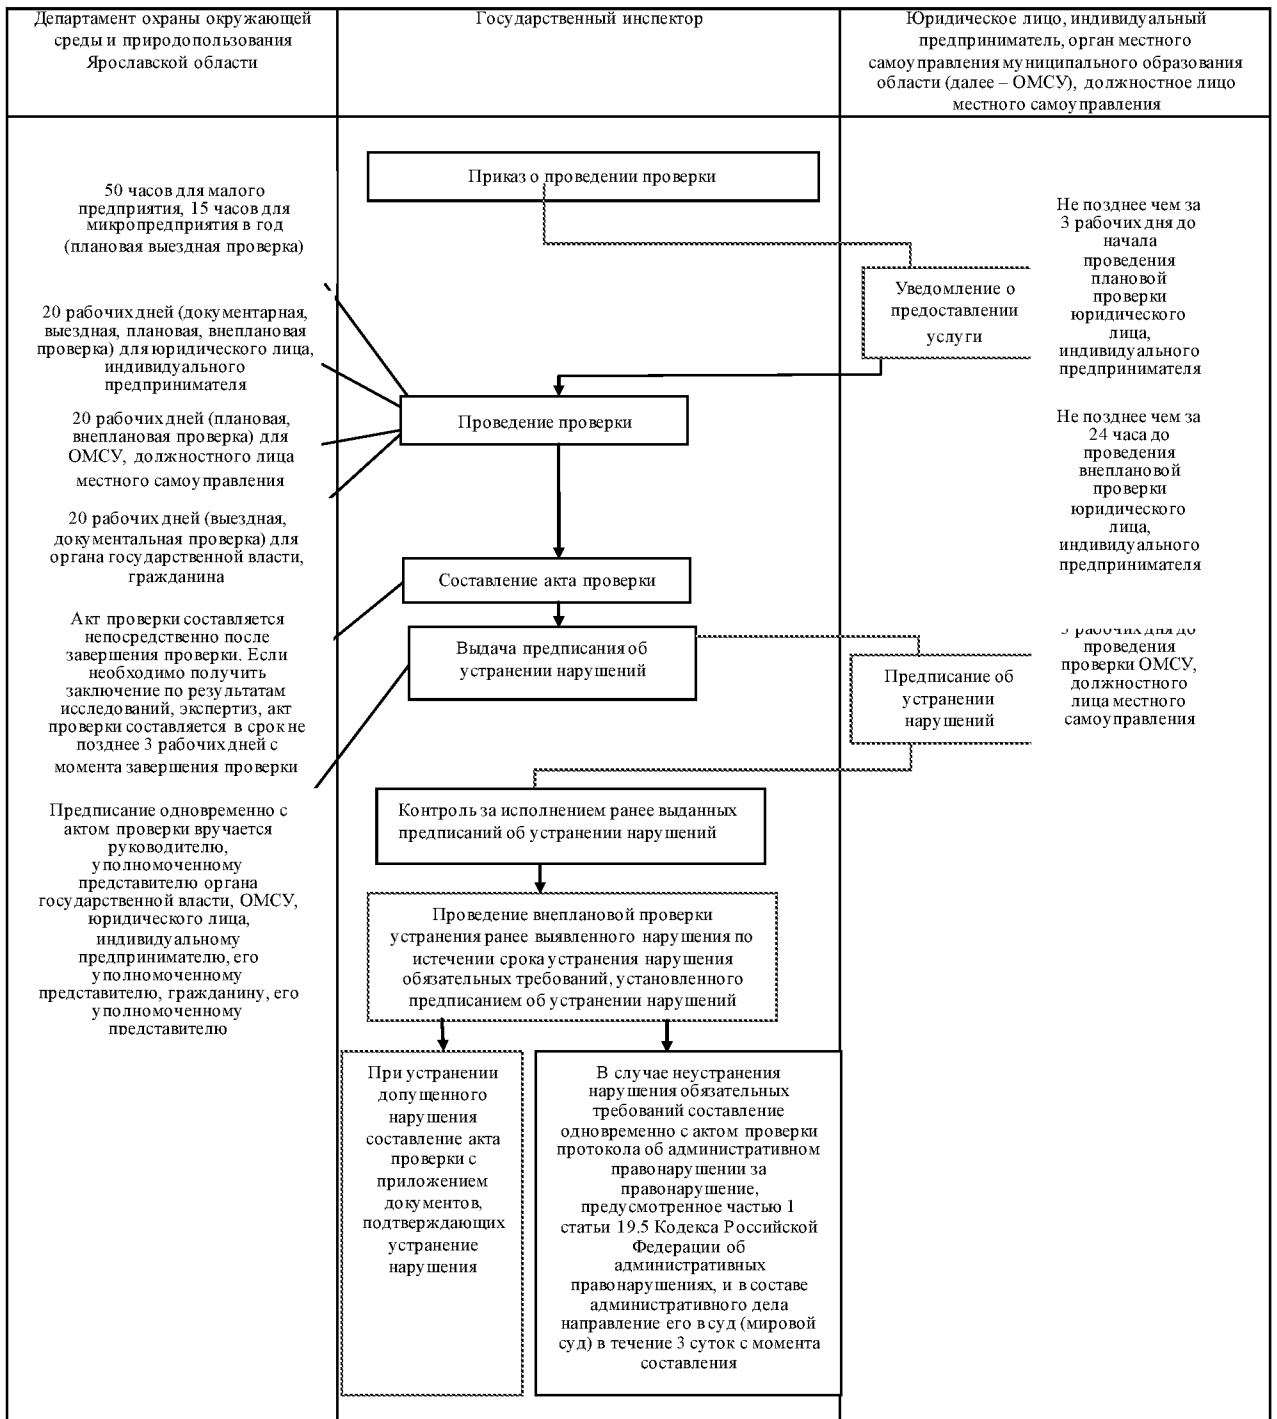 Департамент охраны окружающей
среды и природопользования
Ярославской области
Государственный инспектор
Юридическое лицо, индивидуальный
предприниматель, орган местного
самоуправления муниципального образования
области (далее – ОМСУ), должностное лицо
местного самоуправления
50 часов для малого
предприятия, 15 часов для
микропредприятия в год
(плановая выездная проверка)
20 рабочих дней (документарная,
выездная, плановая, внеплановая
проверка) для юридического лица,
индивидуального
предпринимателя
20 рабочих дней (плановая,
внеплановая проверка) для
ОМСУ, должностного лица
местного самоуправления
20 рабочих дней (выездная,
документальная проверка) для
органа государственной власти,
гражданина
Акт проверки составляется
непосредственно после
завершения проверки. Если
необходимо получить
заключение по результатам
исследований, экспертиз, акт
проверки составляется в срок не
позднее 3 рабочих дней с
момента завершения проверки
Предписание одновременно с
актом проверки вручается
руководителю,
уполномоченному
представителю органа
государственной власти, ОМСУ,
юридического лица,
индивидуальному
предпринимателю, его
уполномоченному
представителю, гражданину, его
уполномоченному
представителю
Приказ о проведении проверки
Проведение проверки
Составление акта проверки
Выдача предписания об
устранении нарушений
Контроль за исполнением ранее выданных
предписаний об устранении нарушений
Проведение внеплановой проверки
устранения ранее выявленного нарушения по
истечении срока устранения нарушения
обязательных требований, установленного
предписанием об устранении нарушений
При устранении
допущенного
нарушения
составление акта
проверки с
приложением
документов,
подтверждающих
устранение
нарушения
В случае неустранения
нарушения обязательных
требований составление
одновременно с актом проверки
протокола об административном
правонарушении за
правонарушение,
предусмотренное частью 1
статьи 19.5 Кодекса Российской
Федерации об
административных
правонарушениях, и в составе
административного дела
направление его в суд (мировой
суд) в течение 3 суток с момента
составления
Уведомление о
предоставлении
услуги
Предписание об
устранении
нарушений
Не позднее чем за
3 рабочих дня до
начала
проведения
плановой
проверки
юридического
лица,
индивидуального
предпринимателя
Не позднее чем за
24 часа до
проведения
внеплановой
проверки
юридического
лица,
индивидуального
предпринимателя
рабочих дня до
проведения
проверки ОМСУ,
должностного
лица местного
самоуправления